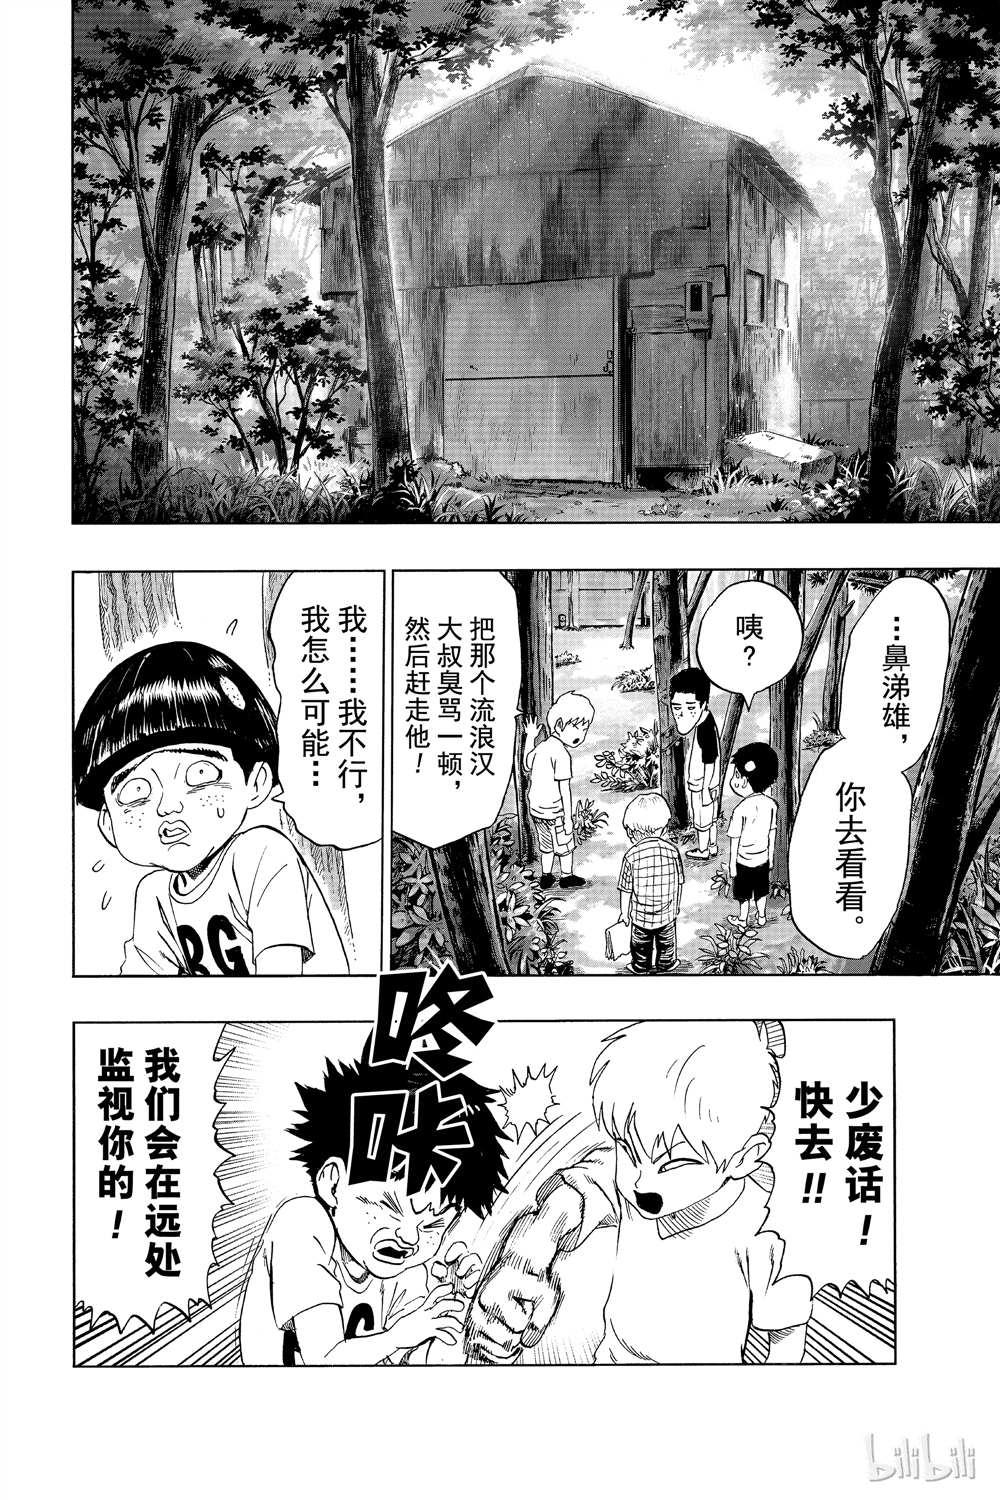 …鼻涕雄，
你去看看。
咦？
把那个流浪汉
大叔臭骂一顿，
然后赶走他！
我……我不行，
我怎么可能…
RG
少废话！
快去!!
咚
咔
我们会在远处
监视你的！
RG
bilibili